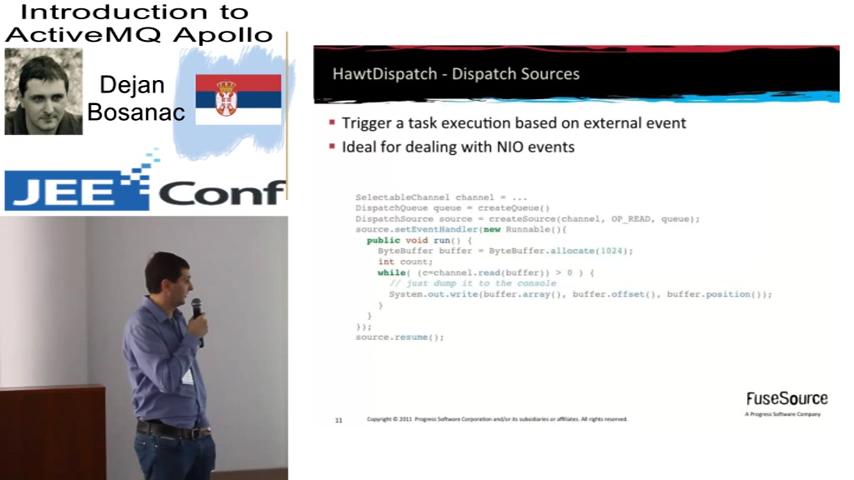 Introduction to
ActiveMQ Apollo
Dejan
Bosanac
JEE Conf
HawtDispatch - Dispatch Sources
Trigger a task execution based on external event
Ideal for dealing with NIO events
SelectableChannel channel = ...
DispatchQueue queue = createQueue()
DispatchSource source = createSource(channel, OP_READ, queue);
source.setEventHandler(new Runnable(){
public void run() {
ByteBuffer buffer = ByteBuffer.allocate(1024);
int count;
while( (c=channel.read(buffer)) > 0 ) {
// just dump it to the console
System.out.write(buffer.array(), buffer.offset(), buffer.position());
}
}
});
source.resume();
FuseSource
A Progress Software Company
11
Copyright © 2011 Progress Software Corporation and/or its subsidiaries or affiliates. All rights reserved.